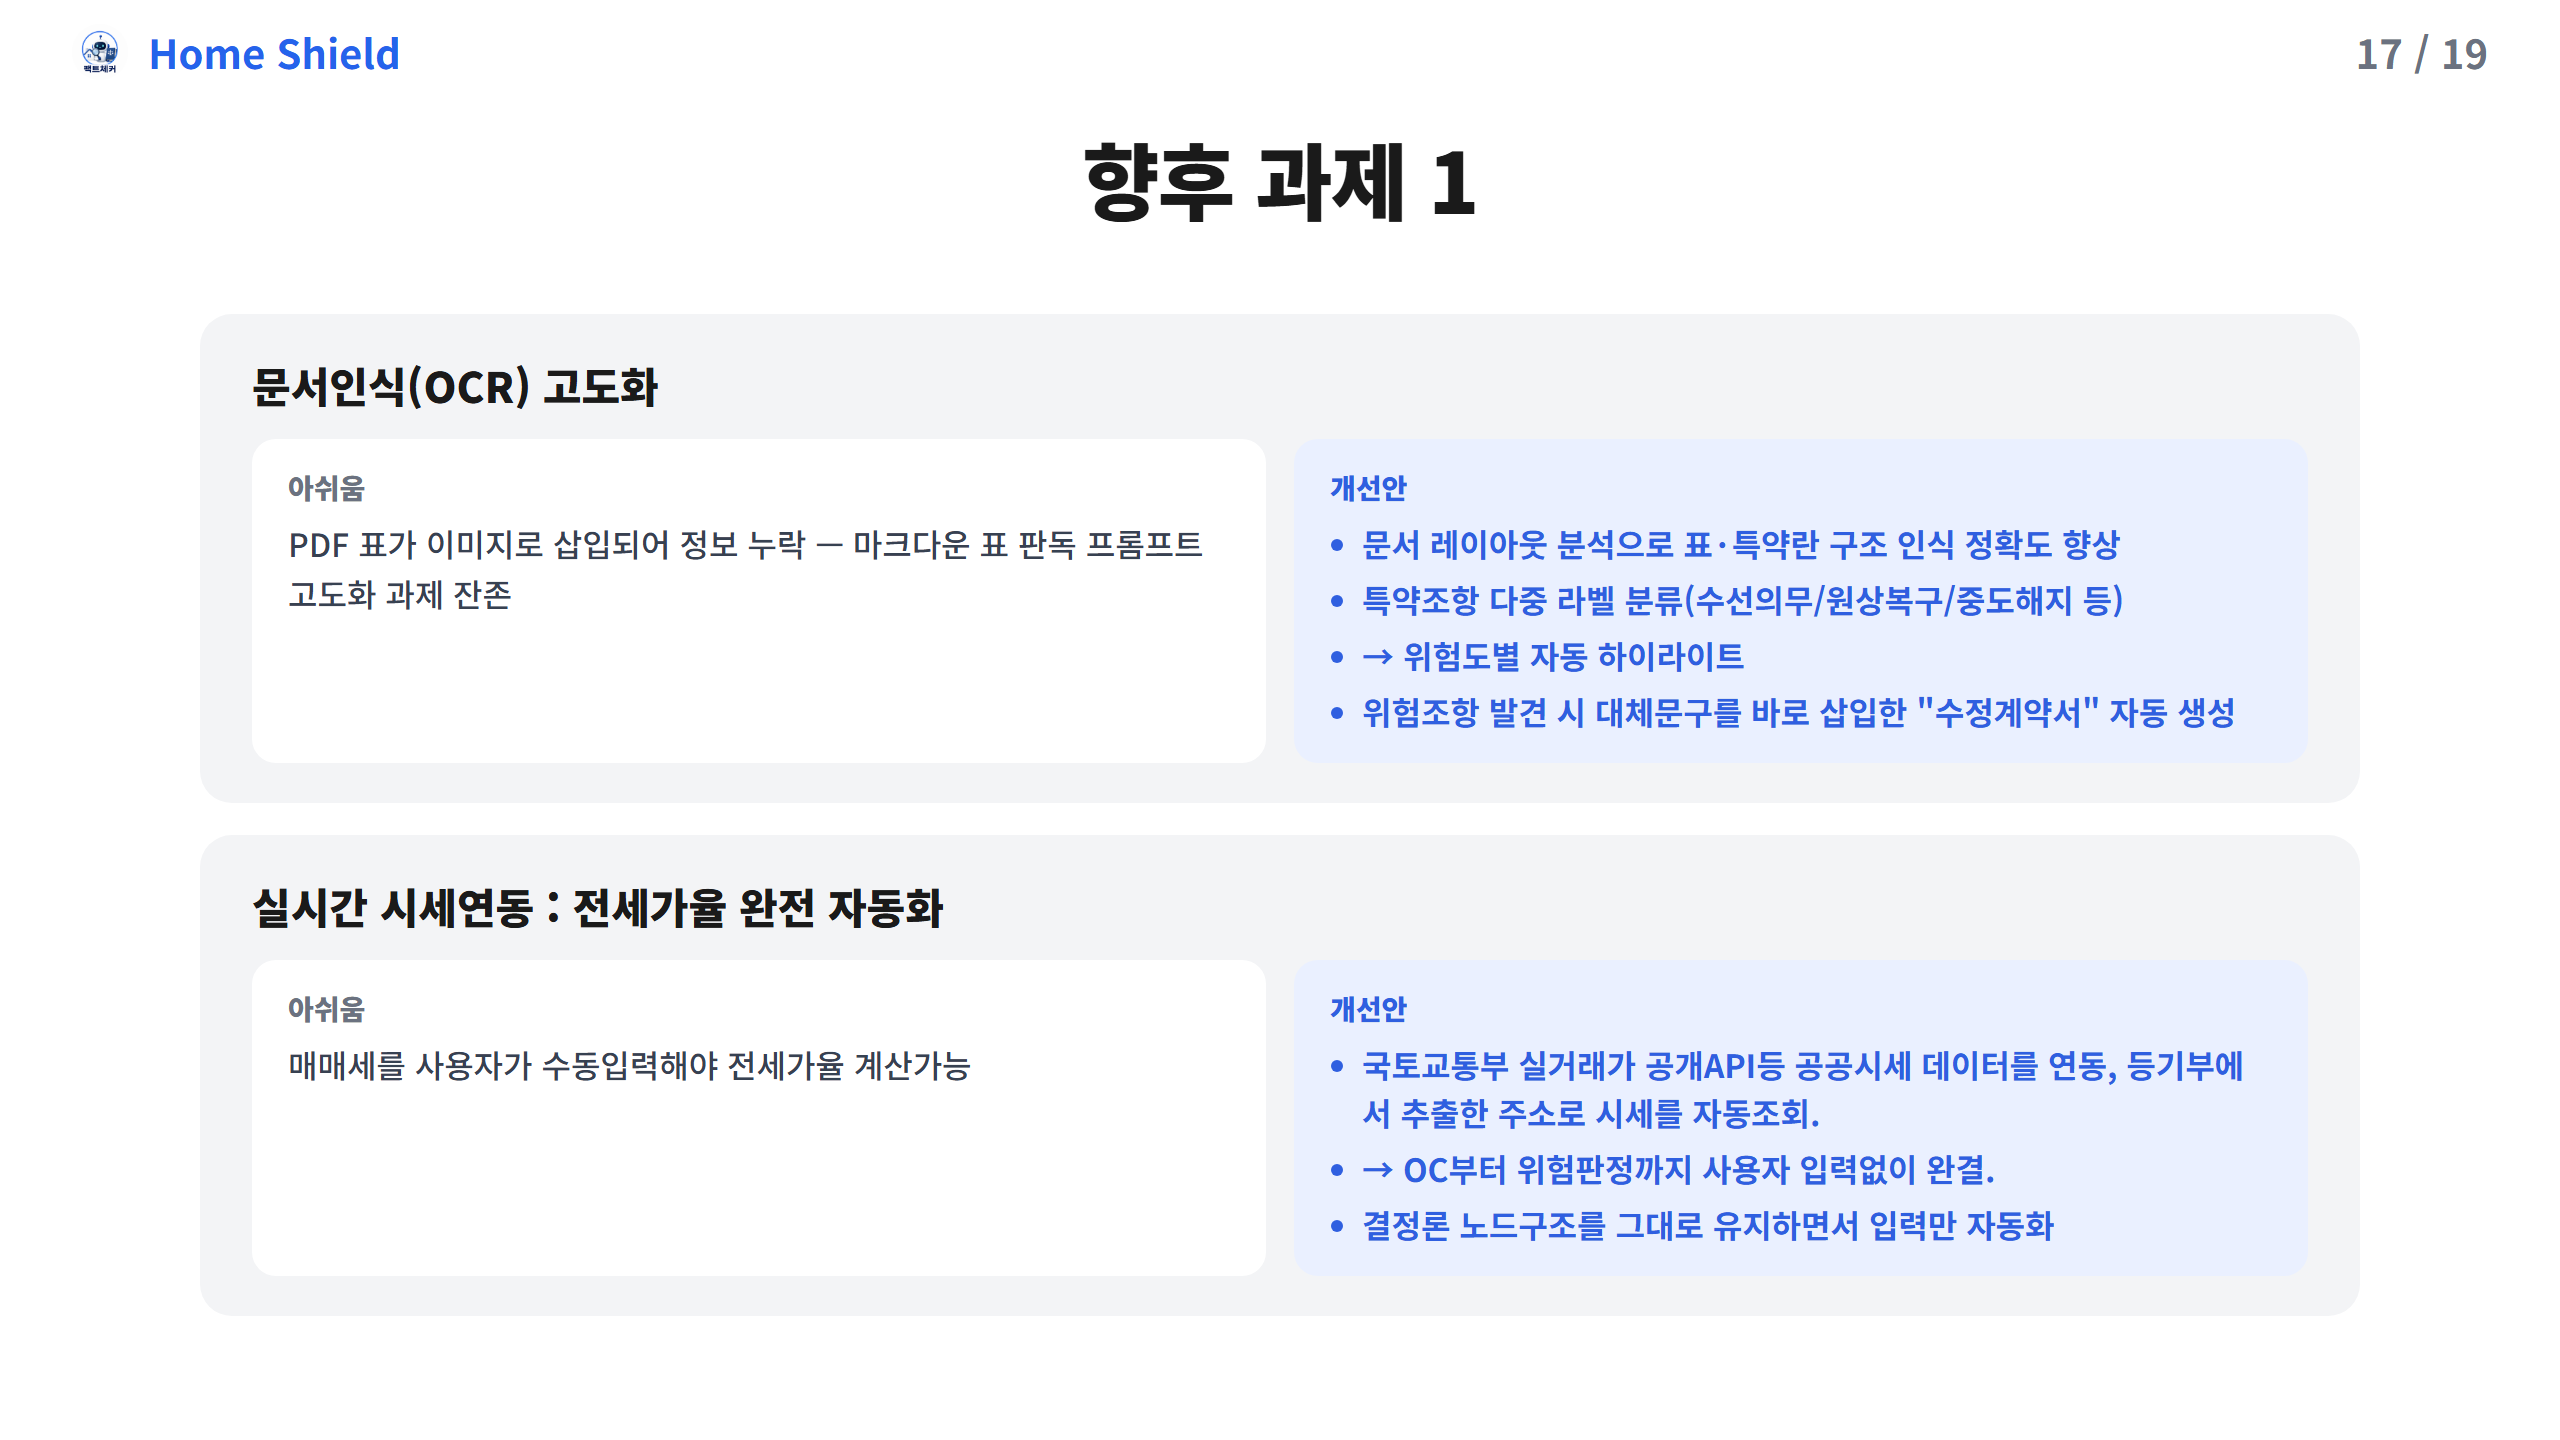 팩트체커
Home Shield
17 / 19
향후 과제 1
문서인식(OCR) 고도화
아쉬움
PDF 표가 이미지로 삽입되어 정보 누락 — 마크다운 표 판독 프롬프트
고도화 과제 잔존
개선안
• 문서 레이아웃 분석으로 표·특약란 구조 인식 정확도 향상
• 특약조항 다중 라벨 분류(수선의무/원상복구/중도해지 등)
• → 위험도별 자동 하이라이트
• 위험조항 발견 시 대체문구를 바로 삽입한 "수정계약서" 자동 생성
실시간 시세연동 : 전세가율 완전 자동화
아쉬움
매매세를 사용자가 수동입력해야 전세가율 계산가능
개선안
• 국토교통부 실거래가 공개API등 공공시세 데이터를 연동, 등기부에
서 추출한 주소로 시세를 자동조회.
• → OC부터 위험판정까지 사용자 입력없이 완결.
• 결정론 노드구조를 그대로 유지하면서 입력만 자동화